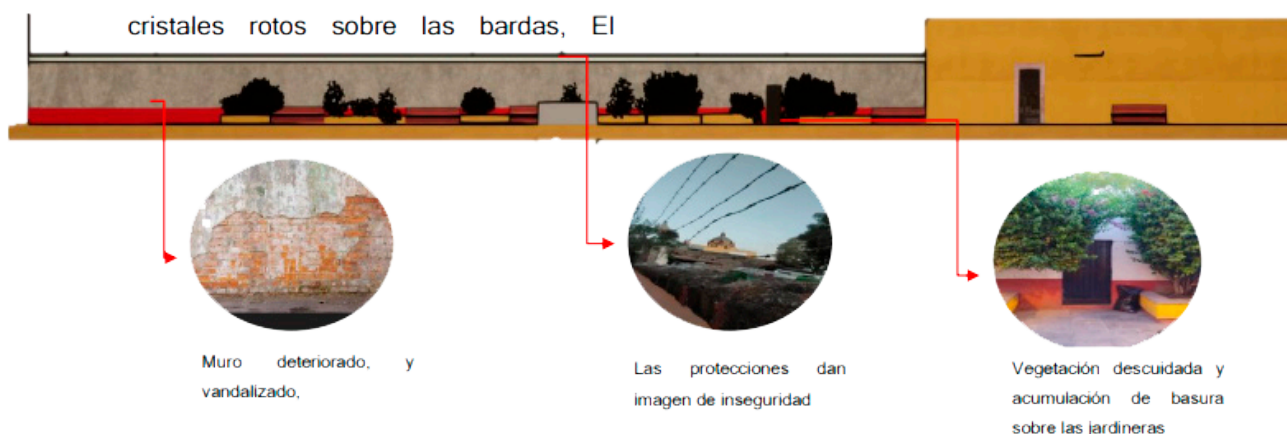 cristales rotos sobre las bardas, El
Muro deteriorado, y
vandalizado,
Las protecciones dan
imagen de inseguridad
Vegetación descuidada y
acumulación de basura
sobre las jardineras